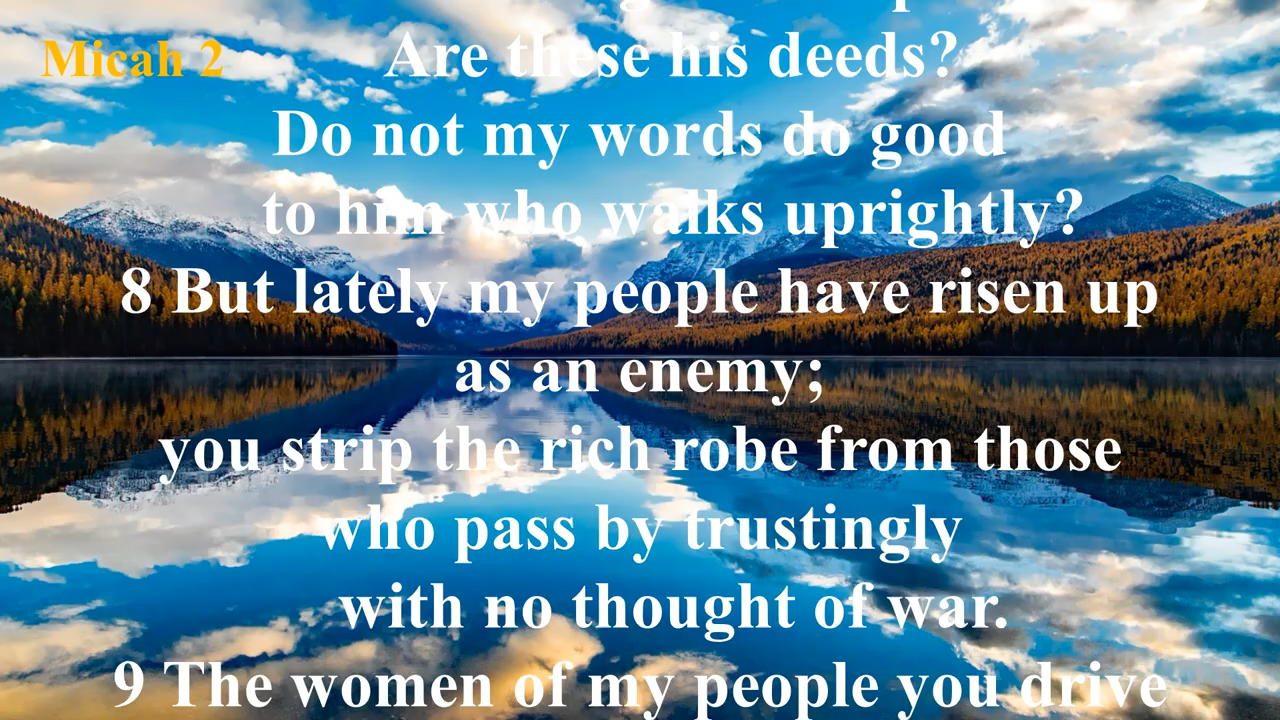 Micah 2
Are these his deeds?
Do not my words do good
to him who walks uprightly?
8 But lately my people have risen up
as an enemy;
you strip the rich robe from those
who pass by trustingly
with no thought of war.
9 The women of my people you drive